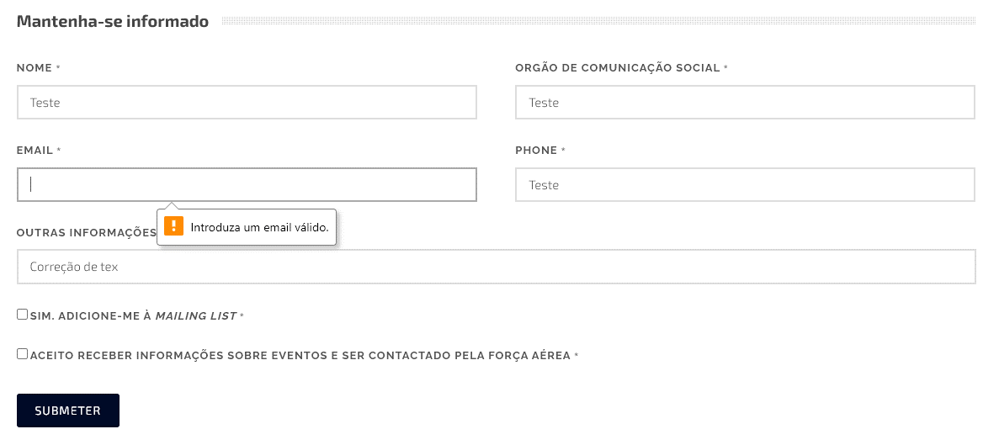 Mantenha-se informado
NOME *
ORGÃO DE COMUNICAÇÃO SOCIAL *
Teste
Teste
EMAIL *
PHONE *
Teste
Introduza um email válido.
OUTRAS INFORMAÇÕES
Correção de tex
SIM. ADICIONE-ME À MAILING LIST *
ACEITO RECEBER INFORMAÇÕES SOBRE EVENTOS E SER CONTACTADO PELA FORÇA AÉREA *
SUBMETER